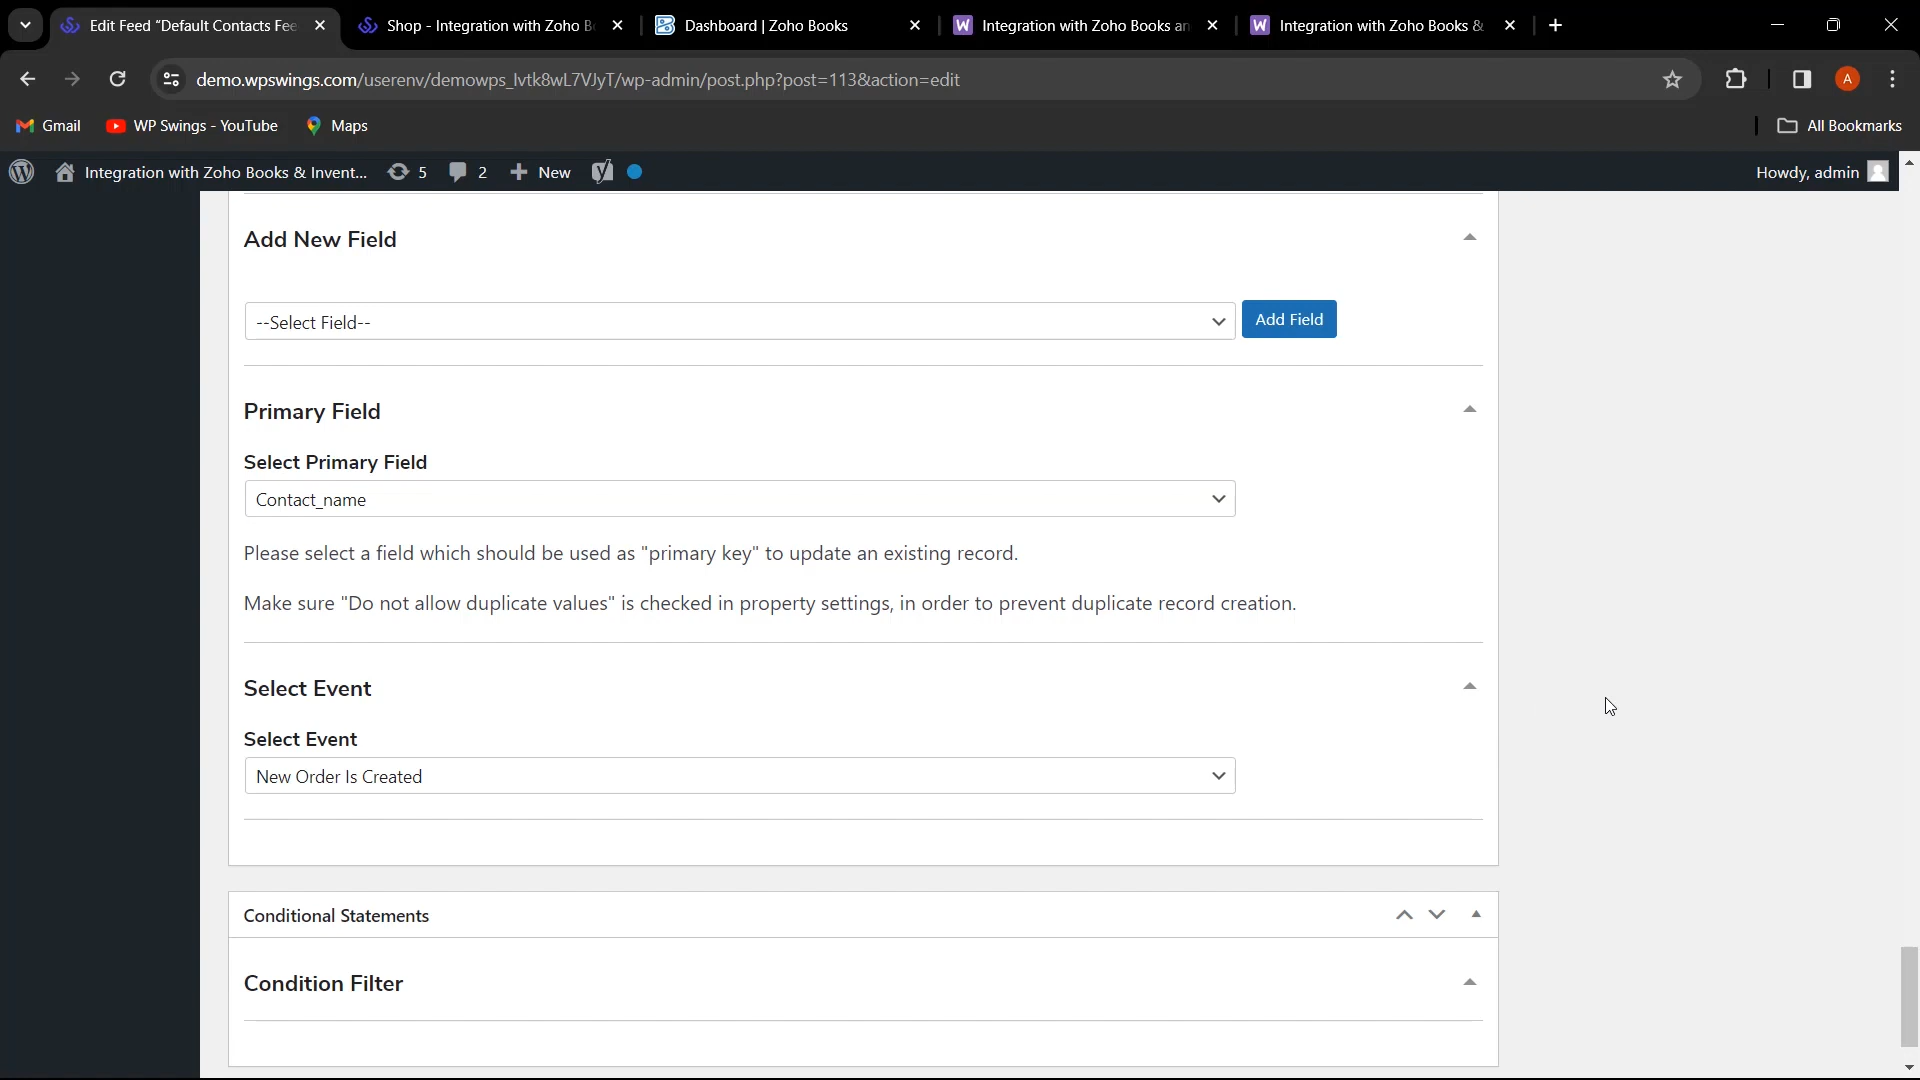 Edit Feed “Default Contacts Fee
Shop - Integration with Zoho B
Dashboard | Zoho Books
Integration with Zoho Books an
Integration with Zoho Books &
demo.wpswings.com/userenv/demowps_lvtk8wL7VJyT/wp-admin/post.php?post=113&action=edit
A
Gmail
WP Swings - YouTube
Maps
All Bookmarks
Integration with Zoho Books & Invent...
5
2
New
Howdy, admin
Add New Field
--Select Field--
Add Field
Primary Field
Select Primary Field
Contact_name
Please select a field which should be used as "primary key" to update an existing record.
Make sure "Do not allow duplicate values" is checked in property settings, in order to prevent duplicate record creation.
Select Event
Select Event
New Order Is Created
Conditional Statements
Condition Filter